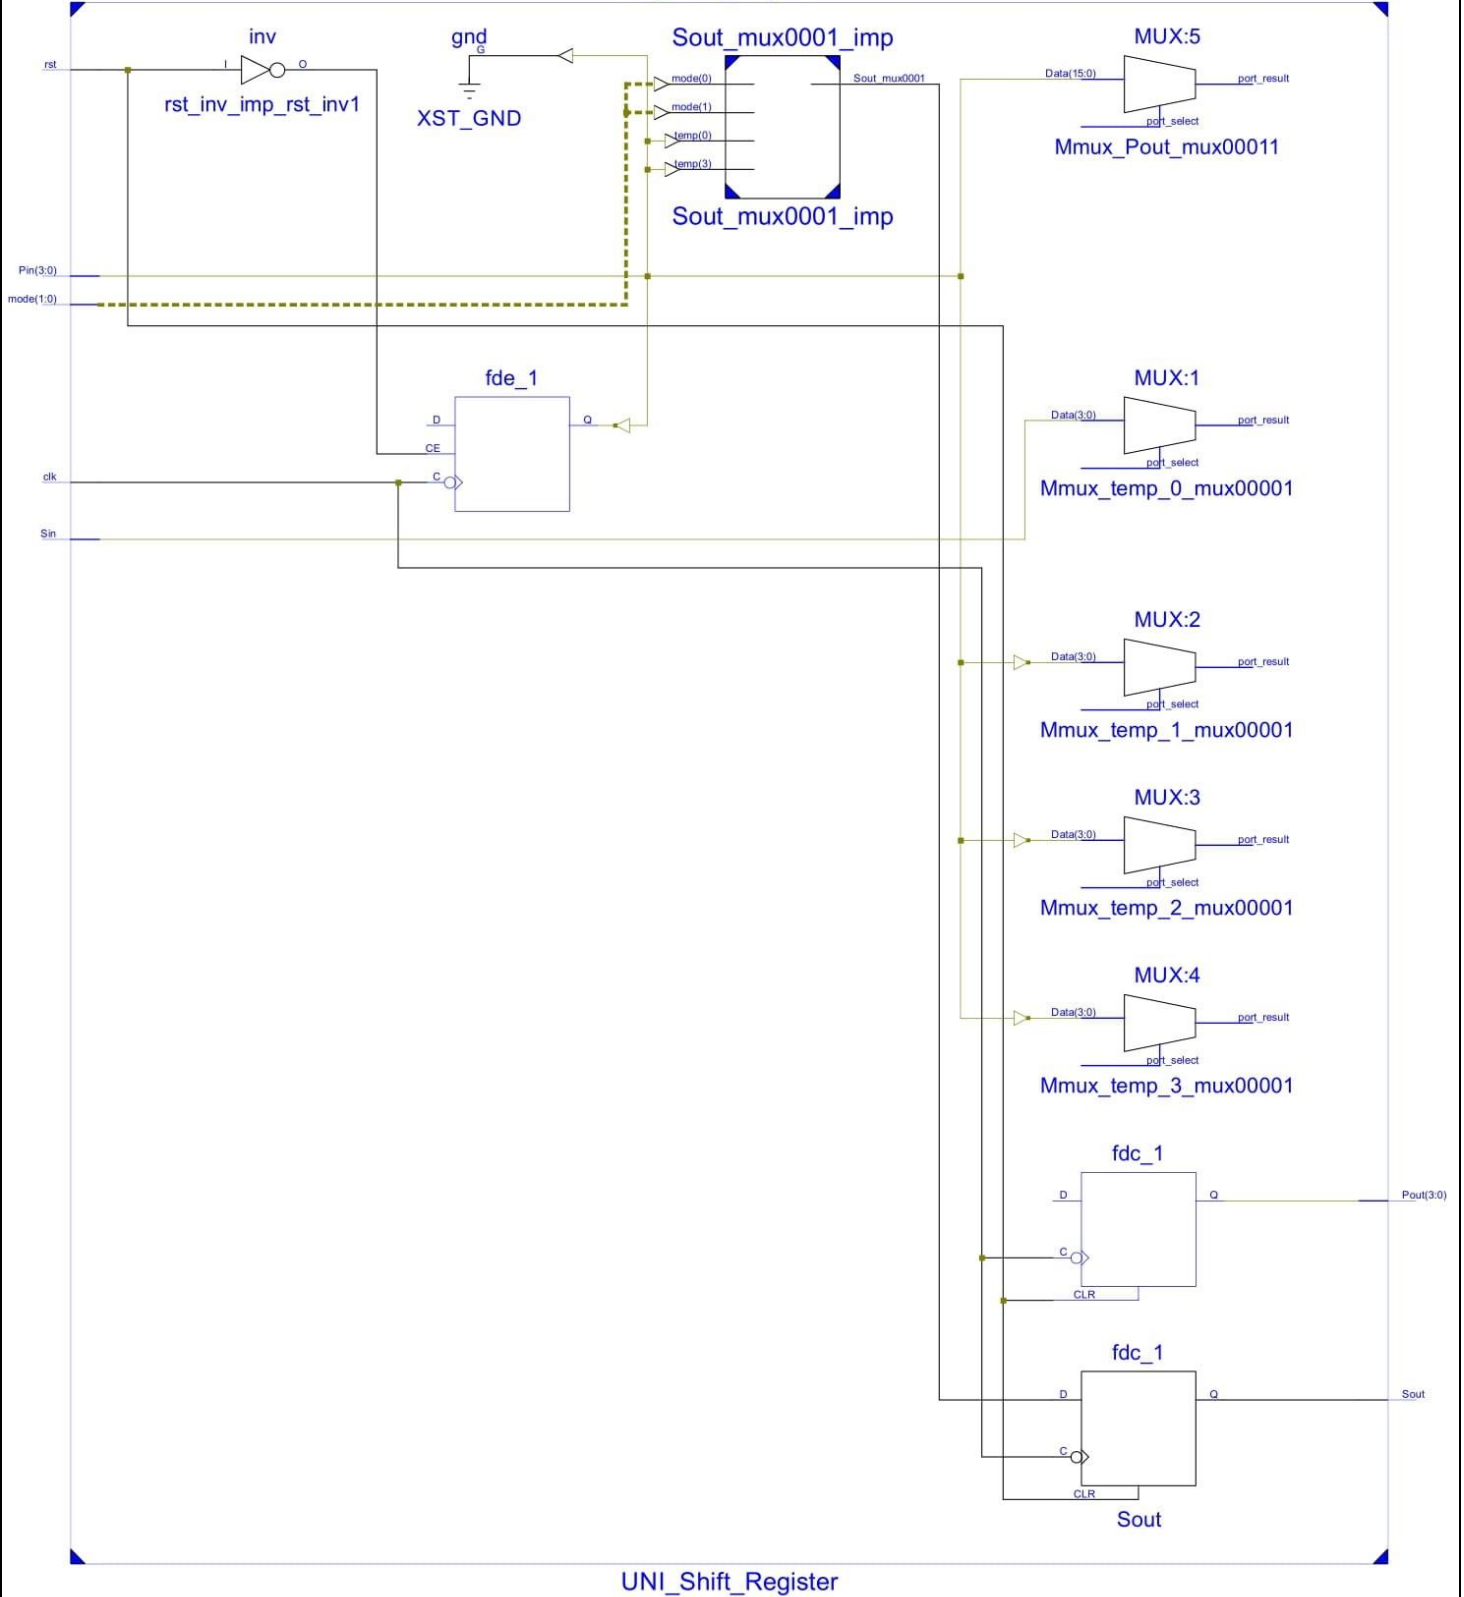 inv
gnd
Sout_mux0001_imp
MUX:5
rst
I
O
G
mode(0)
Sout_mux0001
Data(15:0)
port_result
rst_inv_imp_rst_inv1
XST_GND
mode(1)
port_select
temp(0)
Mmux_Pout_mux00011
temp(3)
Sout_mux0001_imp
Pin(3:0)
mode(1:0)
fde_1
MUX:1
D
Q
Data(3:0)
port_result
CE
port_select
clk
C
Mmux_temp_0_mux00001
Sin
MUX:2
Data(3:0)
port_result
port_select
Mmux_temp_1_mux00001
MUX:3
Data(3:0)
port_result
port_select
Mmux_temp_2_mux00001
MUX:4
Data(3:0)
port_result
port_select
Mmux_temp_3_mux00001
fdc_1
D
Q
Pout(3:0)
C
CLR
fdc_1
D
Q
Sout
C
CLR
Sout
UNI_Shift_Register